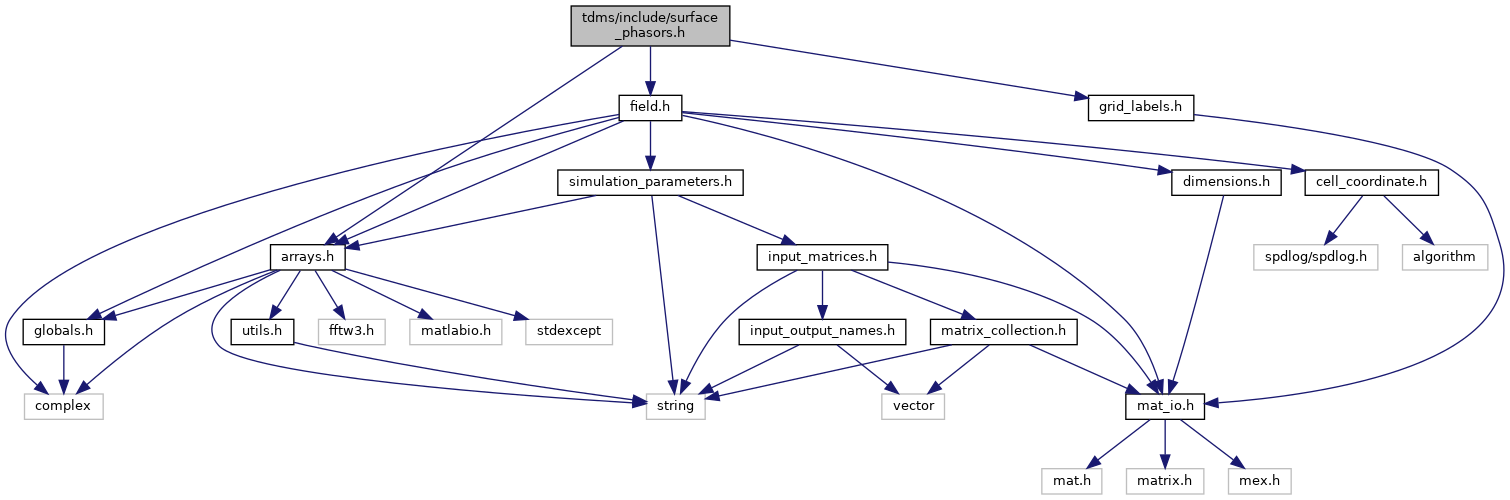 tdms/include/surface
_phasors.h
field.h
grid_labels.h
simulation_parameters.h
dimensions.h
cell_coordinate.h
arrays.h
input_matrices.h
spdlog/spdlog.h
algorithm
globals.h
utils.h
fftw3.h
matlabio.h
stdexcept
input_output_names.h
matrix_collection.h
complex
string
vector
mat_io.h
mat.h
matrix.h
mex.h